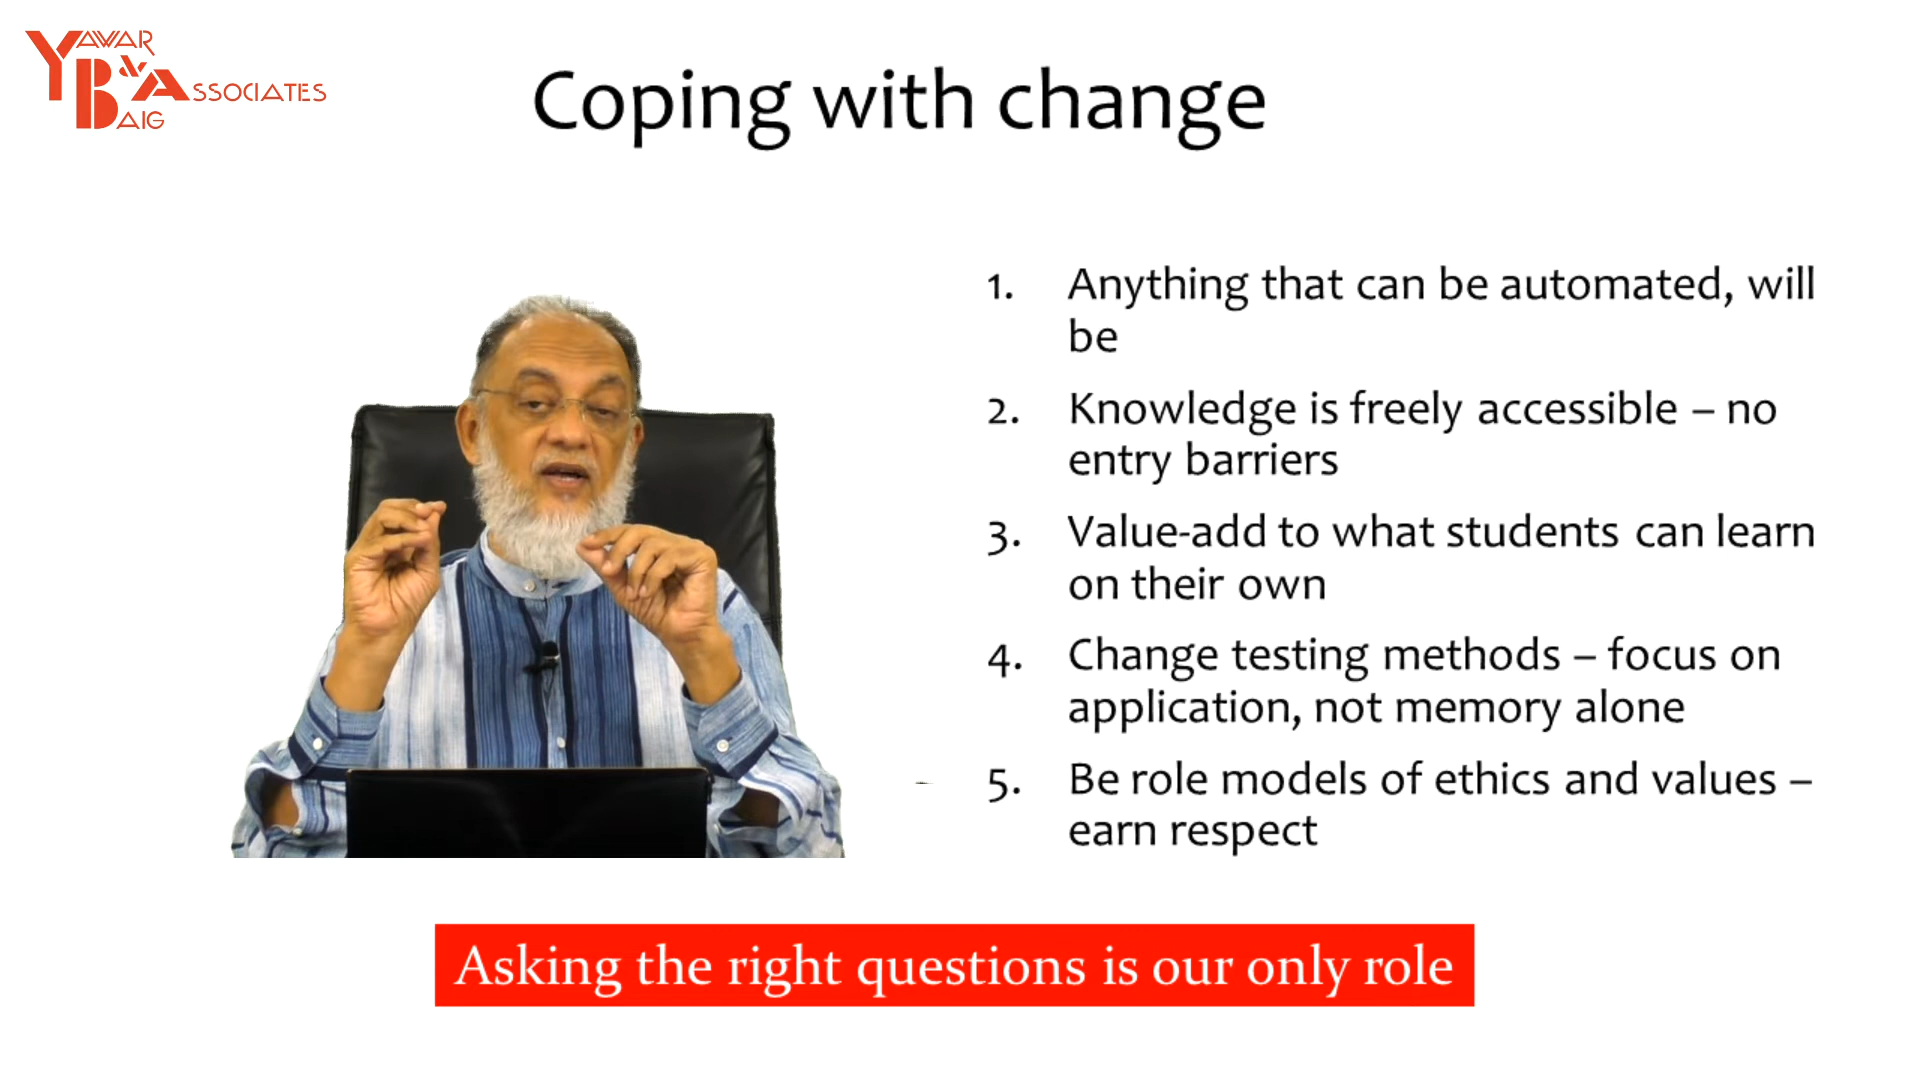 YAWAR
BAIG
& ASSOCIATES
Coping with change
1. Anything that can be automated, will
be
2. Knowledge is freely accessible – no
entry barriers
3. Value-add to what students can learn
on their own
4. Change testing methods – focus on
application, not memory alone
5. Be role models of ethics and values –
earn respect
Asking the right questions is our only role